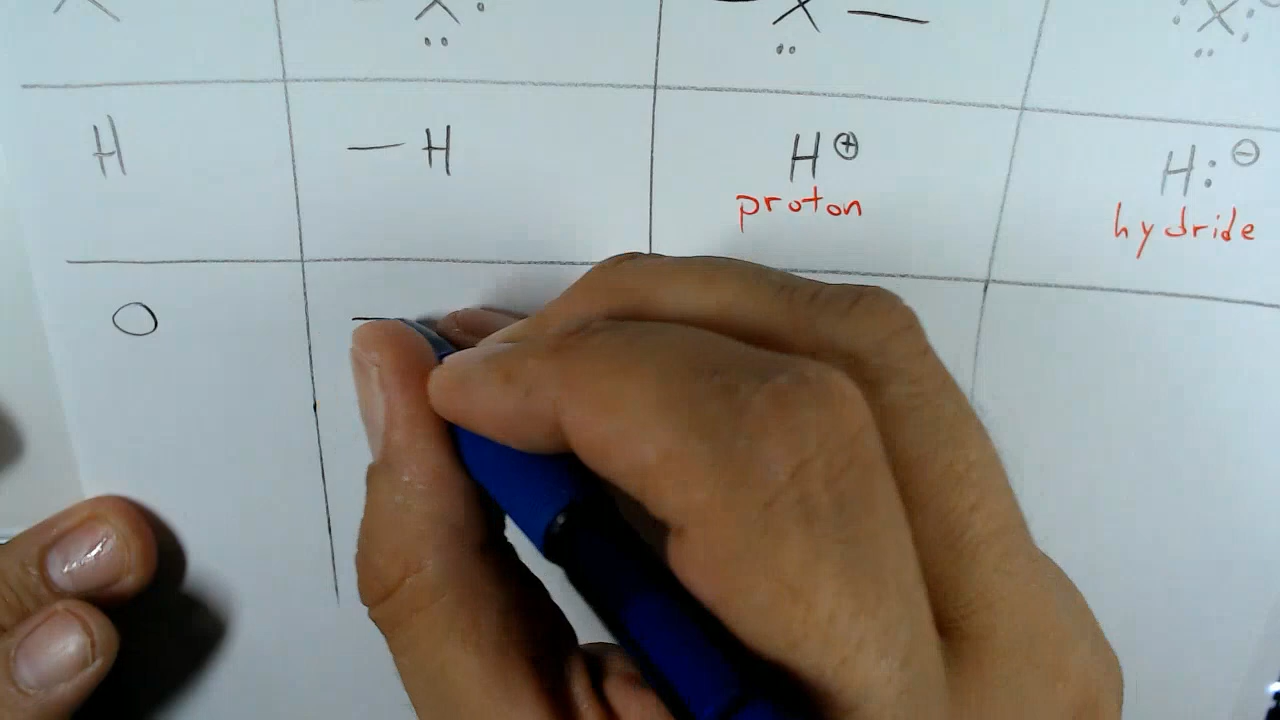 X X X — X
H — H H⊕ H:⊖
proton hydride
O —